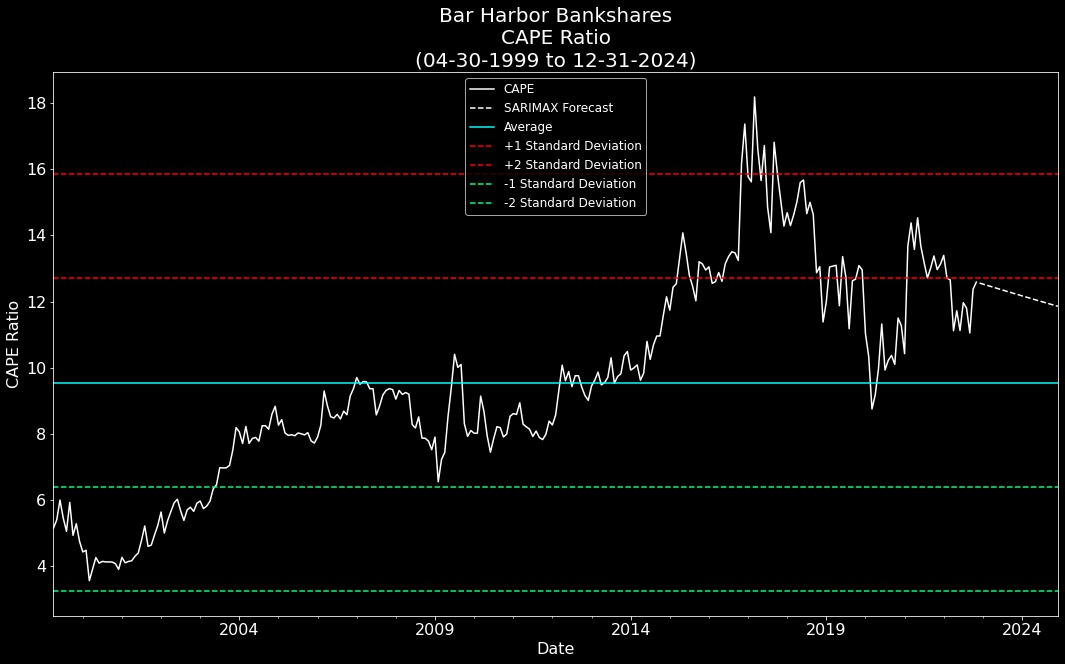 Bar Harbor Bankshares
CAPE Ratio
(04-30-1999 to 12-31-2024)
CAPE
SARIMAX Forecast
Average
+1 Standard Deviation
+2 Standard Deviation
-1 Standard Deviation
-2 Standard Deviation
CAPE Ratio
18
16
14
12
10
8
6
4
2004
2009
2014
2019
2024
Date